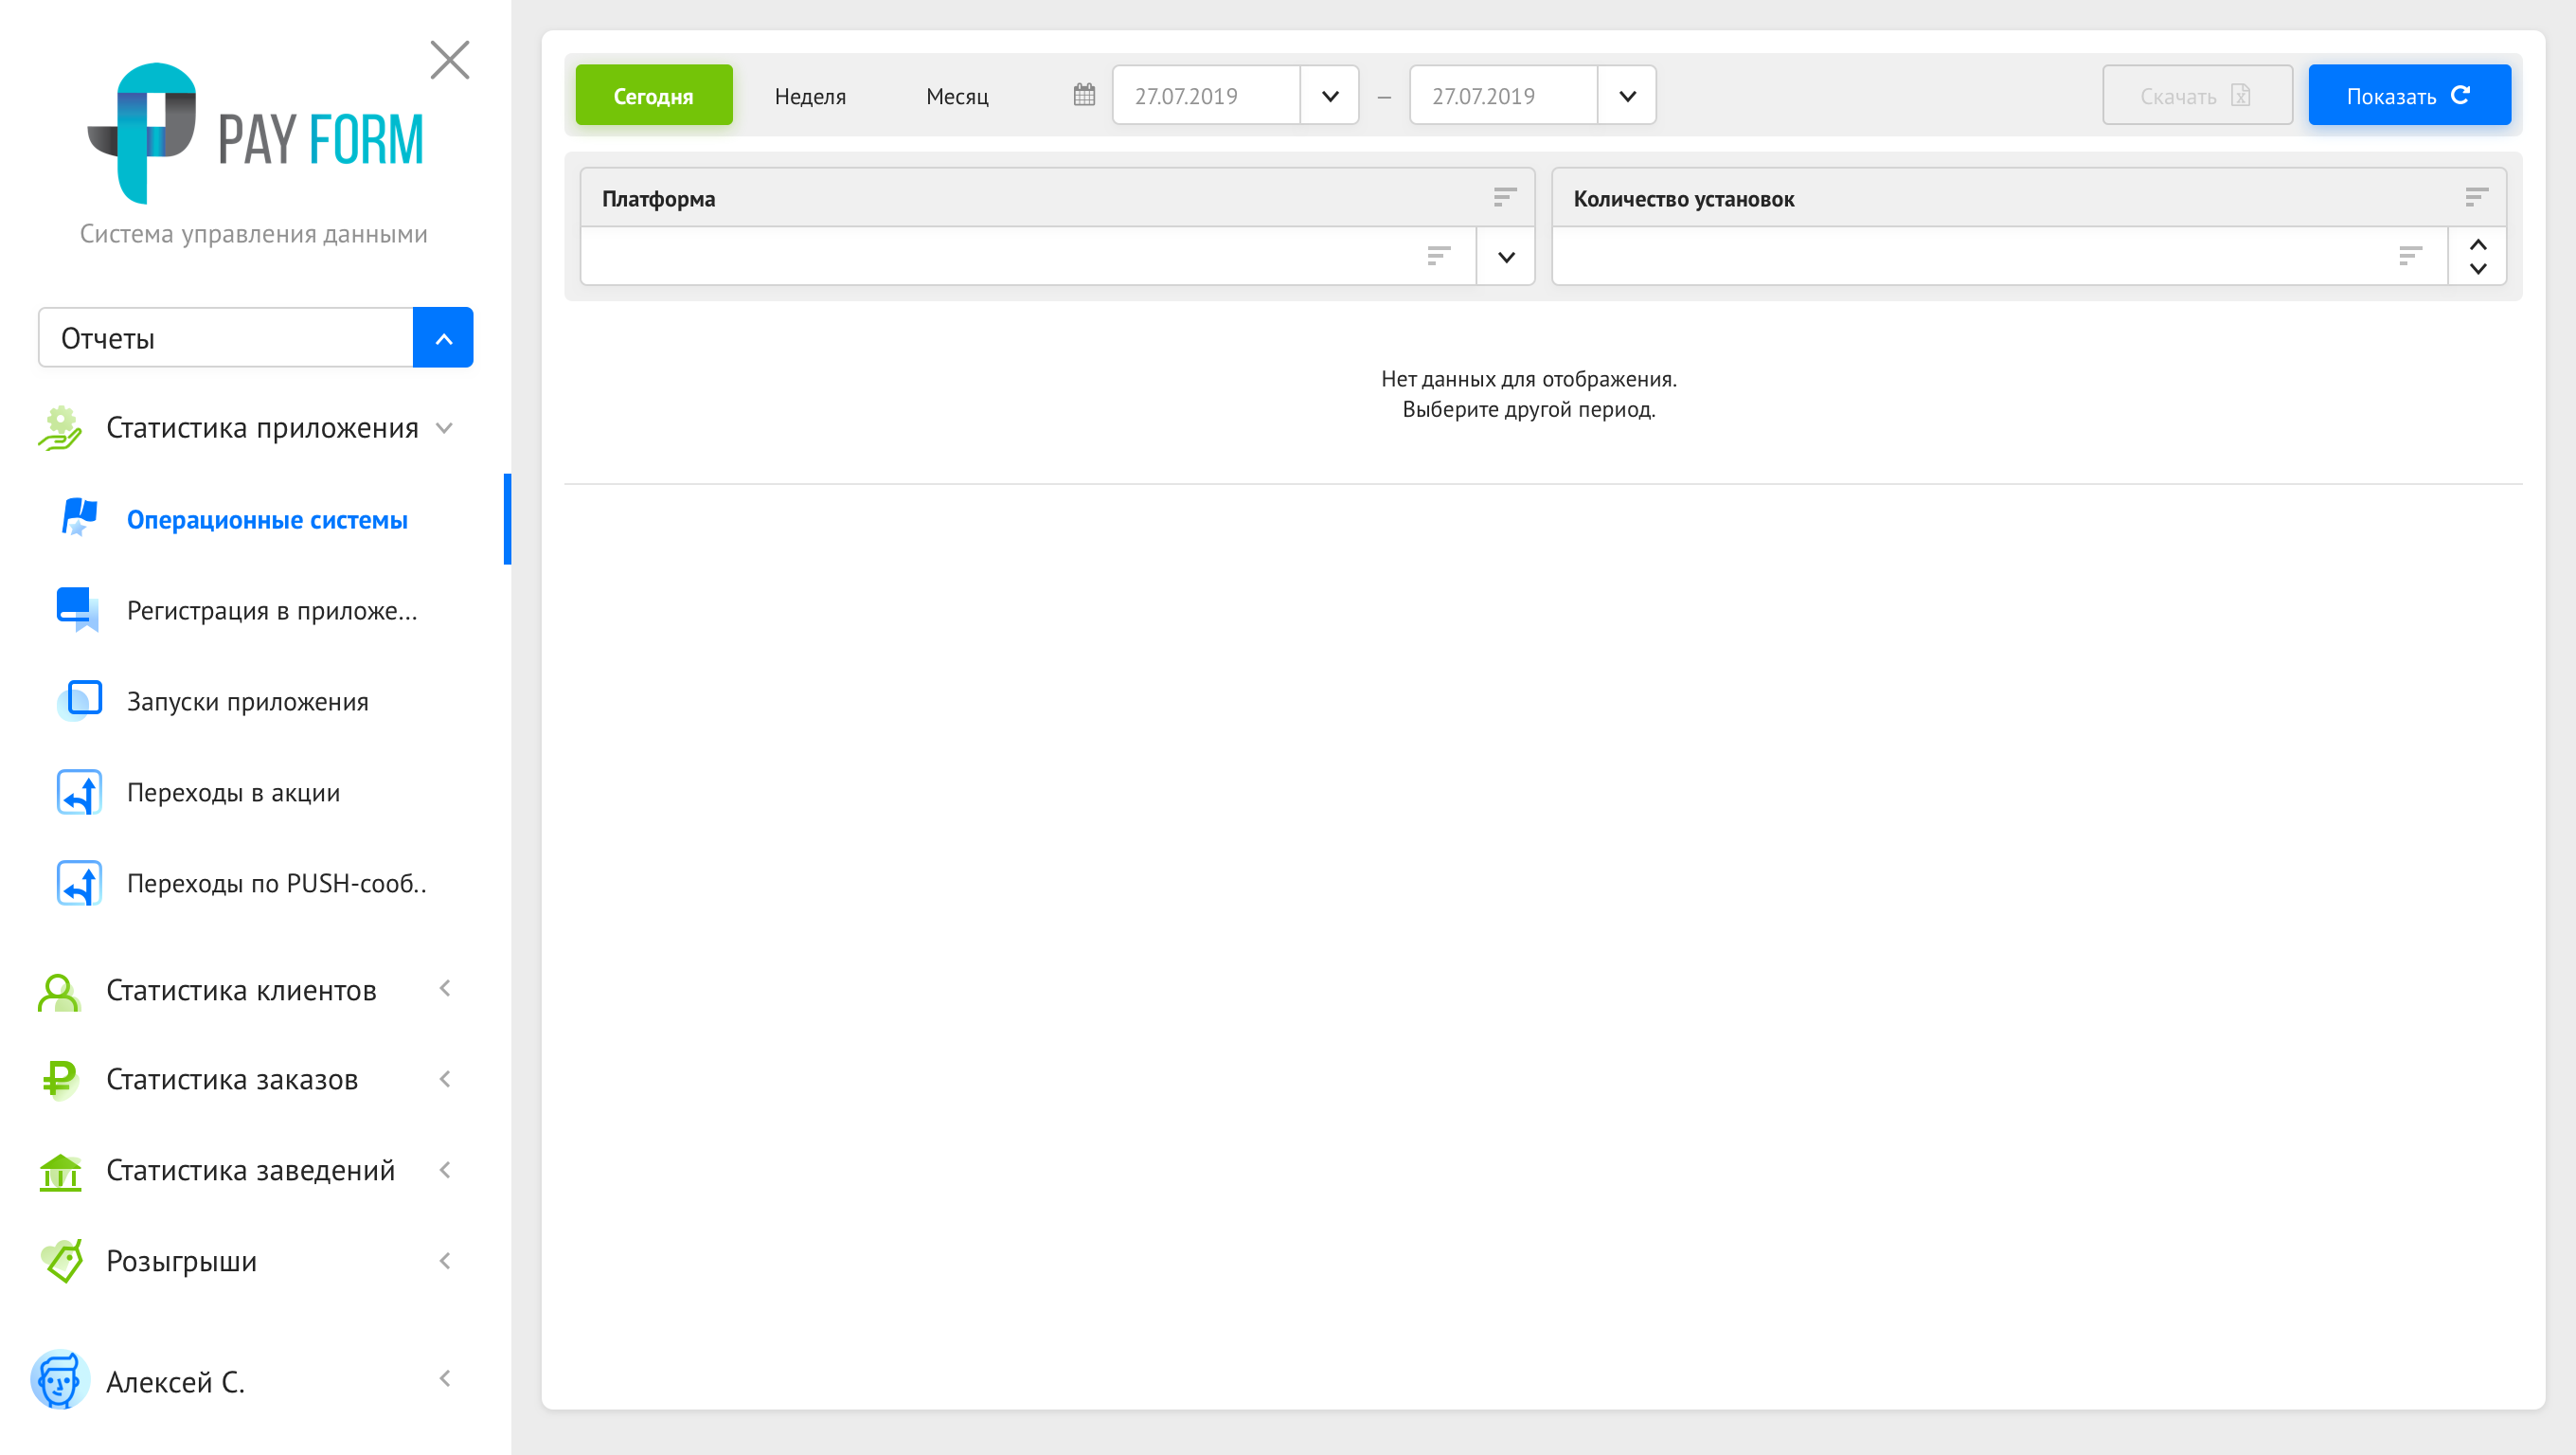 PAY FORM
Система управления данными
Отчеты
Статистика приложения
Операционные системы
Регистрация в приложе...
Запуски приложения
Переходы в акции
Переходы по PUSH-сооб..
Статистика клиентов
Статистика заказов
Статистика заведений
Розыгрыши
Алексей С.
Сегодня Неделя Месяц 27.07.2019 – 27.07.2019 Скачать Показать
Платформа Количество установок
Нет данных для отображения.
Выберите другой период.